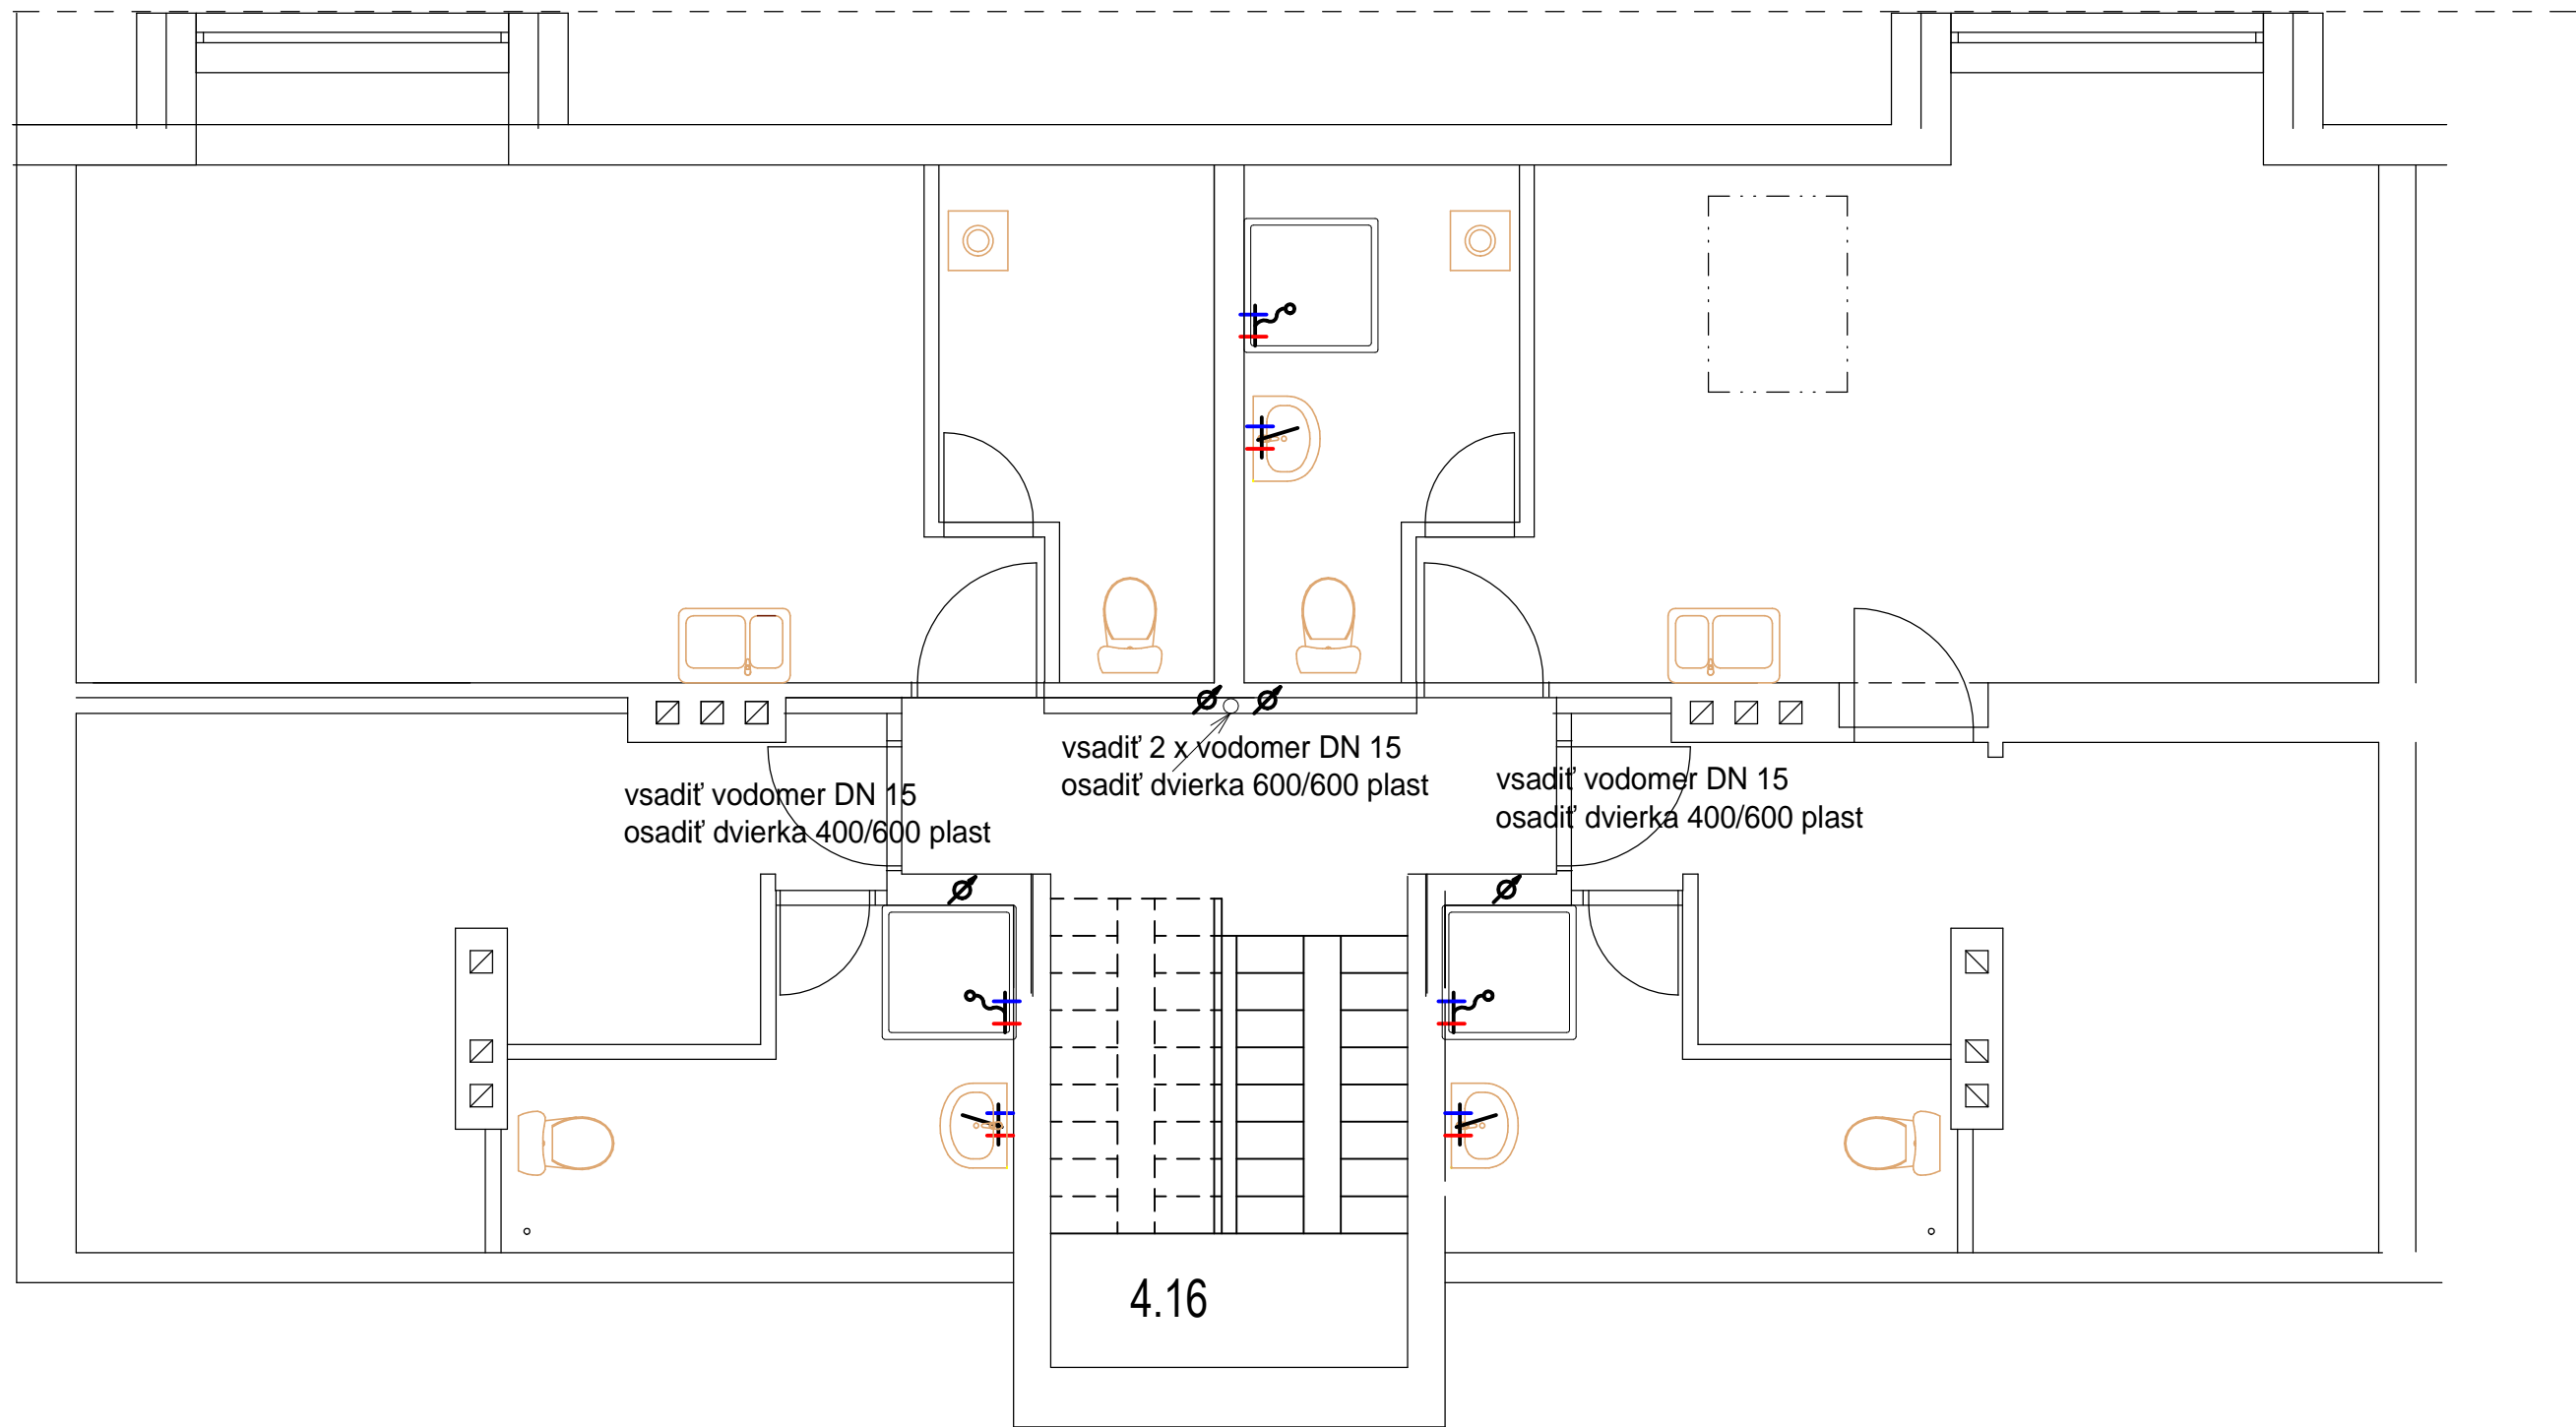 vsadiť 2 x vodomer DN 15
osadiť dvierka 600/600 plast
vsadiť vodomer DN 15
osadiť dvierka 400/600 plast
vsadiť vodomer DN 15
osadiť dvierka 400/600 plast
4.16